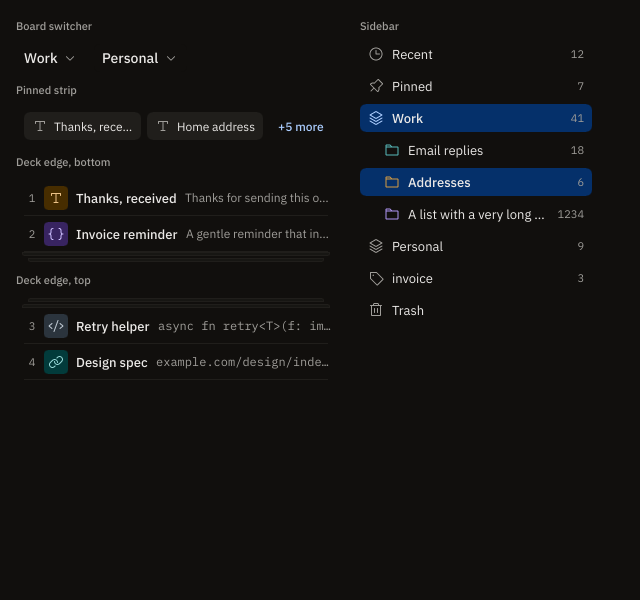 Board switcher
Work
Personal
Pinned strip
Thanks, rece…
Home address
+5 more
Deck edge, bottom
1 Thanks, received Thanks for sending this o…
2 { } Invoice reminder A gentle reminder that in…
Deck edge, top
3 </> Retry helper async fn retry<T>(f: im…
4 Design spec example.com/design/inde…
Sidebar
Recent 12
Pinned 7
Work 41
Email replies 18
Addresses 6
A list with a very long … 1234
Personal 9
invoice 3
Trash